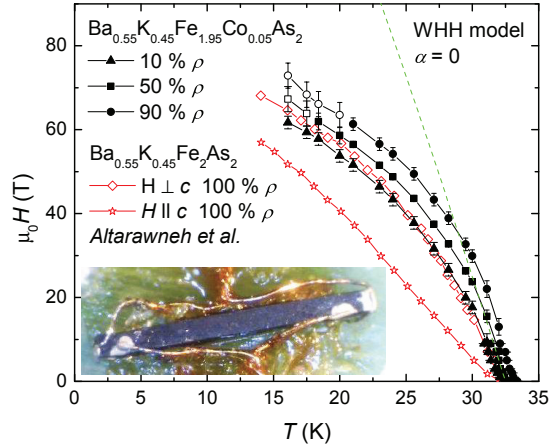 Ba0.55K0.45Fe1.95Co0.05As2
10 % ρ
50 % ρ
90 % ρ
Ba0.55K0.45Fe2As2
H ⊥ c 100 % ρ
H || c 100 % ρ
Altarawneh et al.
WHH model
α = 0
80
60
40
20
0
μ0H (T)
0 5 10 15 20 25 30 35
T (K)